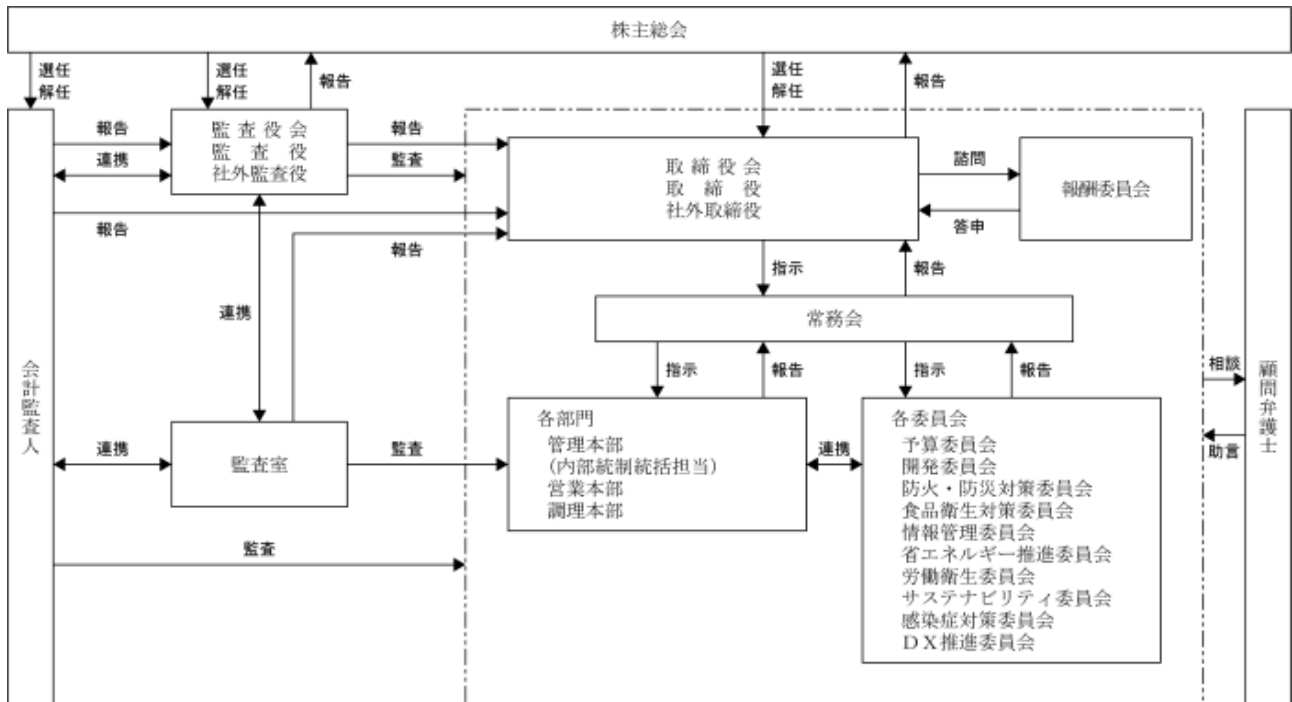 株主総会
選任
解任
選任
解任
報告
選任
解任
報告
報告
連携
監査役会
監査役
社外監査役
報告
監査
取締役会
取締役
社外取締役
諮問
答申
報酬委員会
報告
報告
連携
指示
報告
常務会
指示
報告
指示
報告
会計監査人
連携
監査室
監査
各部門
管理本部
(内部統制統括担当)
営業本部
調理本部
連携
各委員会
予算委員会
開発委員会
防火・防災対策委員会
食品衛生対策委員会
情報管理委員会
省エネルギー推進委員会
労働衛生委員会
サステナビリティ委員会
感染症対策委員会
DX推進委員会
監査
相談
助言
顧問弁護士